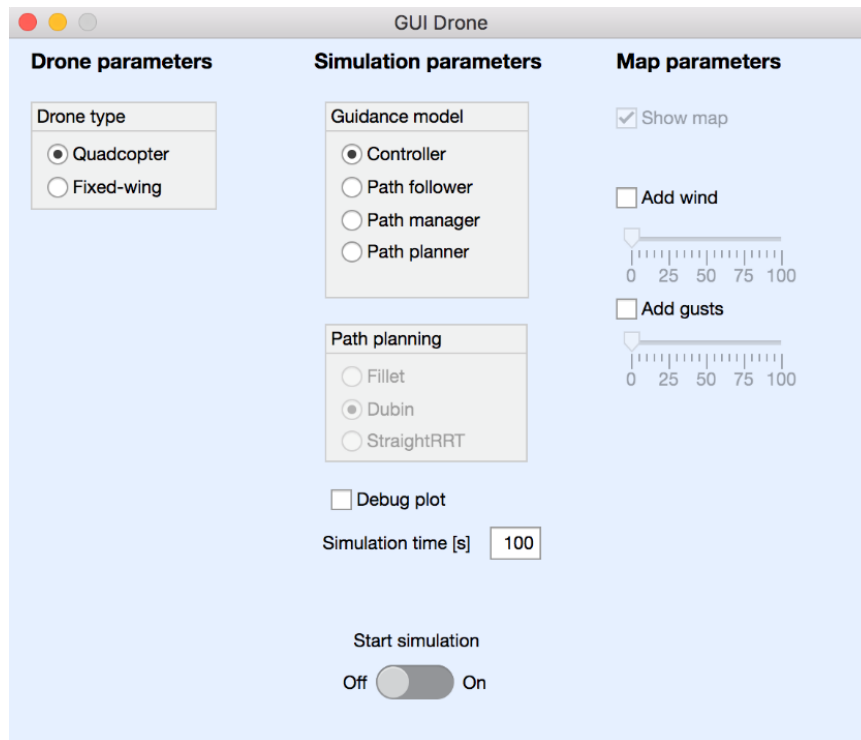 GUI Drone
Drone parameters
Drone type
Quadcopter
Fixed-wing
Simulation parameters
Guidance model
Controller
Path follower
Path manager
Path planner
Path planning
Fillet
Dubin
StraightRRT
Debug plot
Simulation time [s] 100
Start simulation
Off On
Map parameters
Show map
Add wind
0 25 50 75 100
Add gusts
0 25 50 75 100